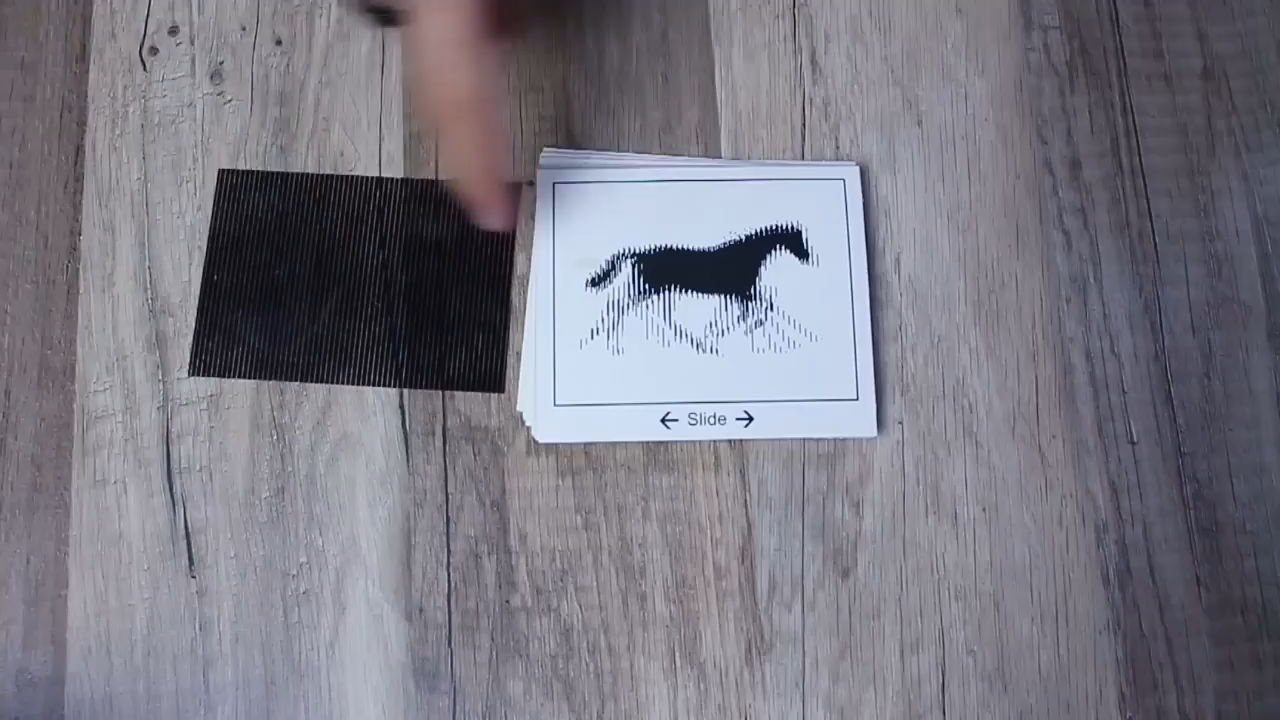 ← Slide →